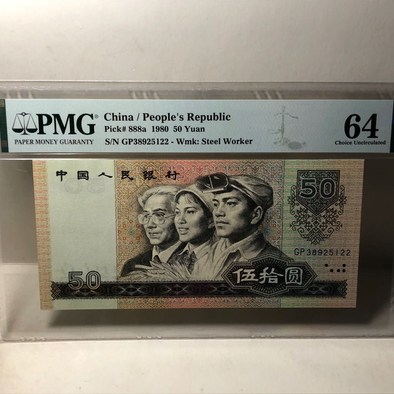 PMG
PAPER MONEY GUARANTY
China / People's Republic
Pick# 888a 1980 50 Yuan
S/N GP38925122 - Wmk: Steel Worker
64
Choice Uncirculated
中国人民银行
50
GP38925122
50
伍拾圆